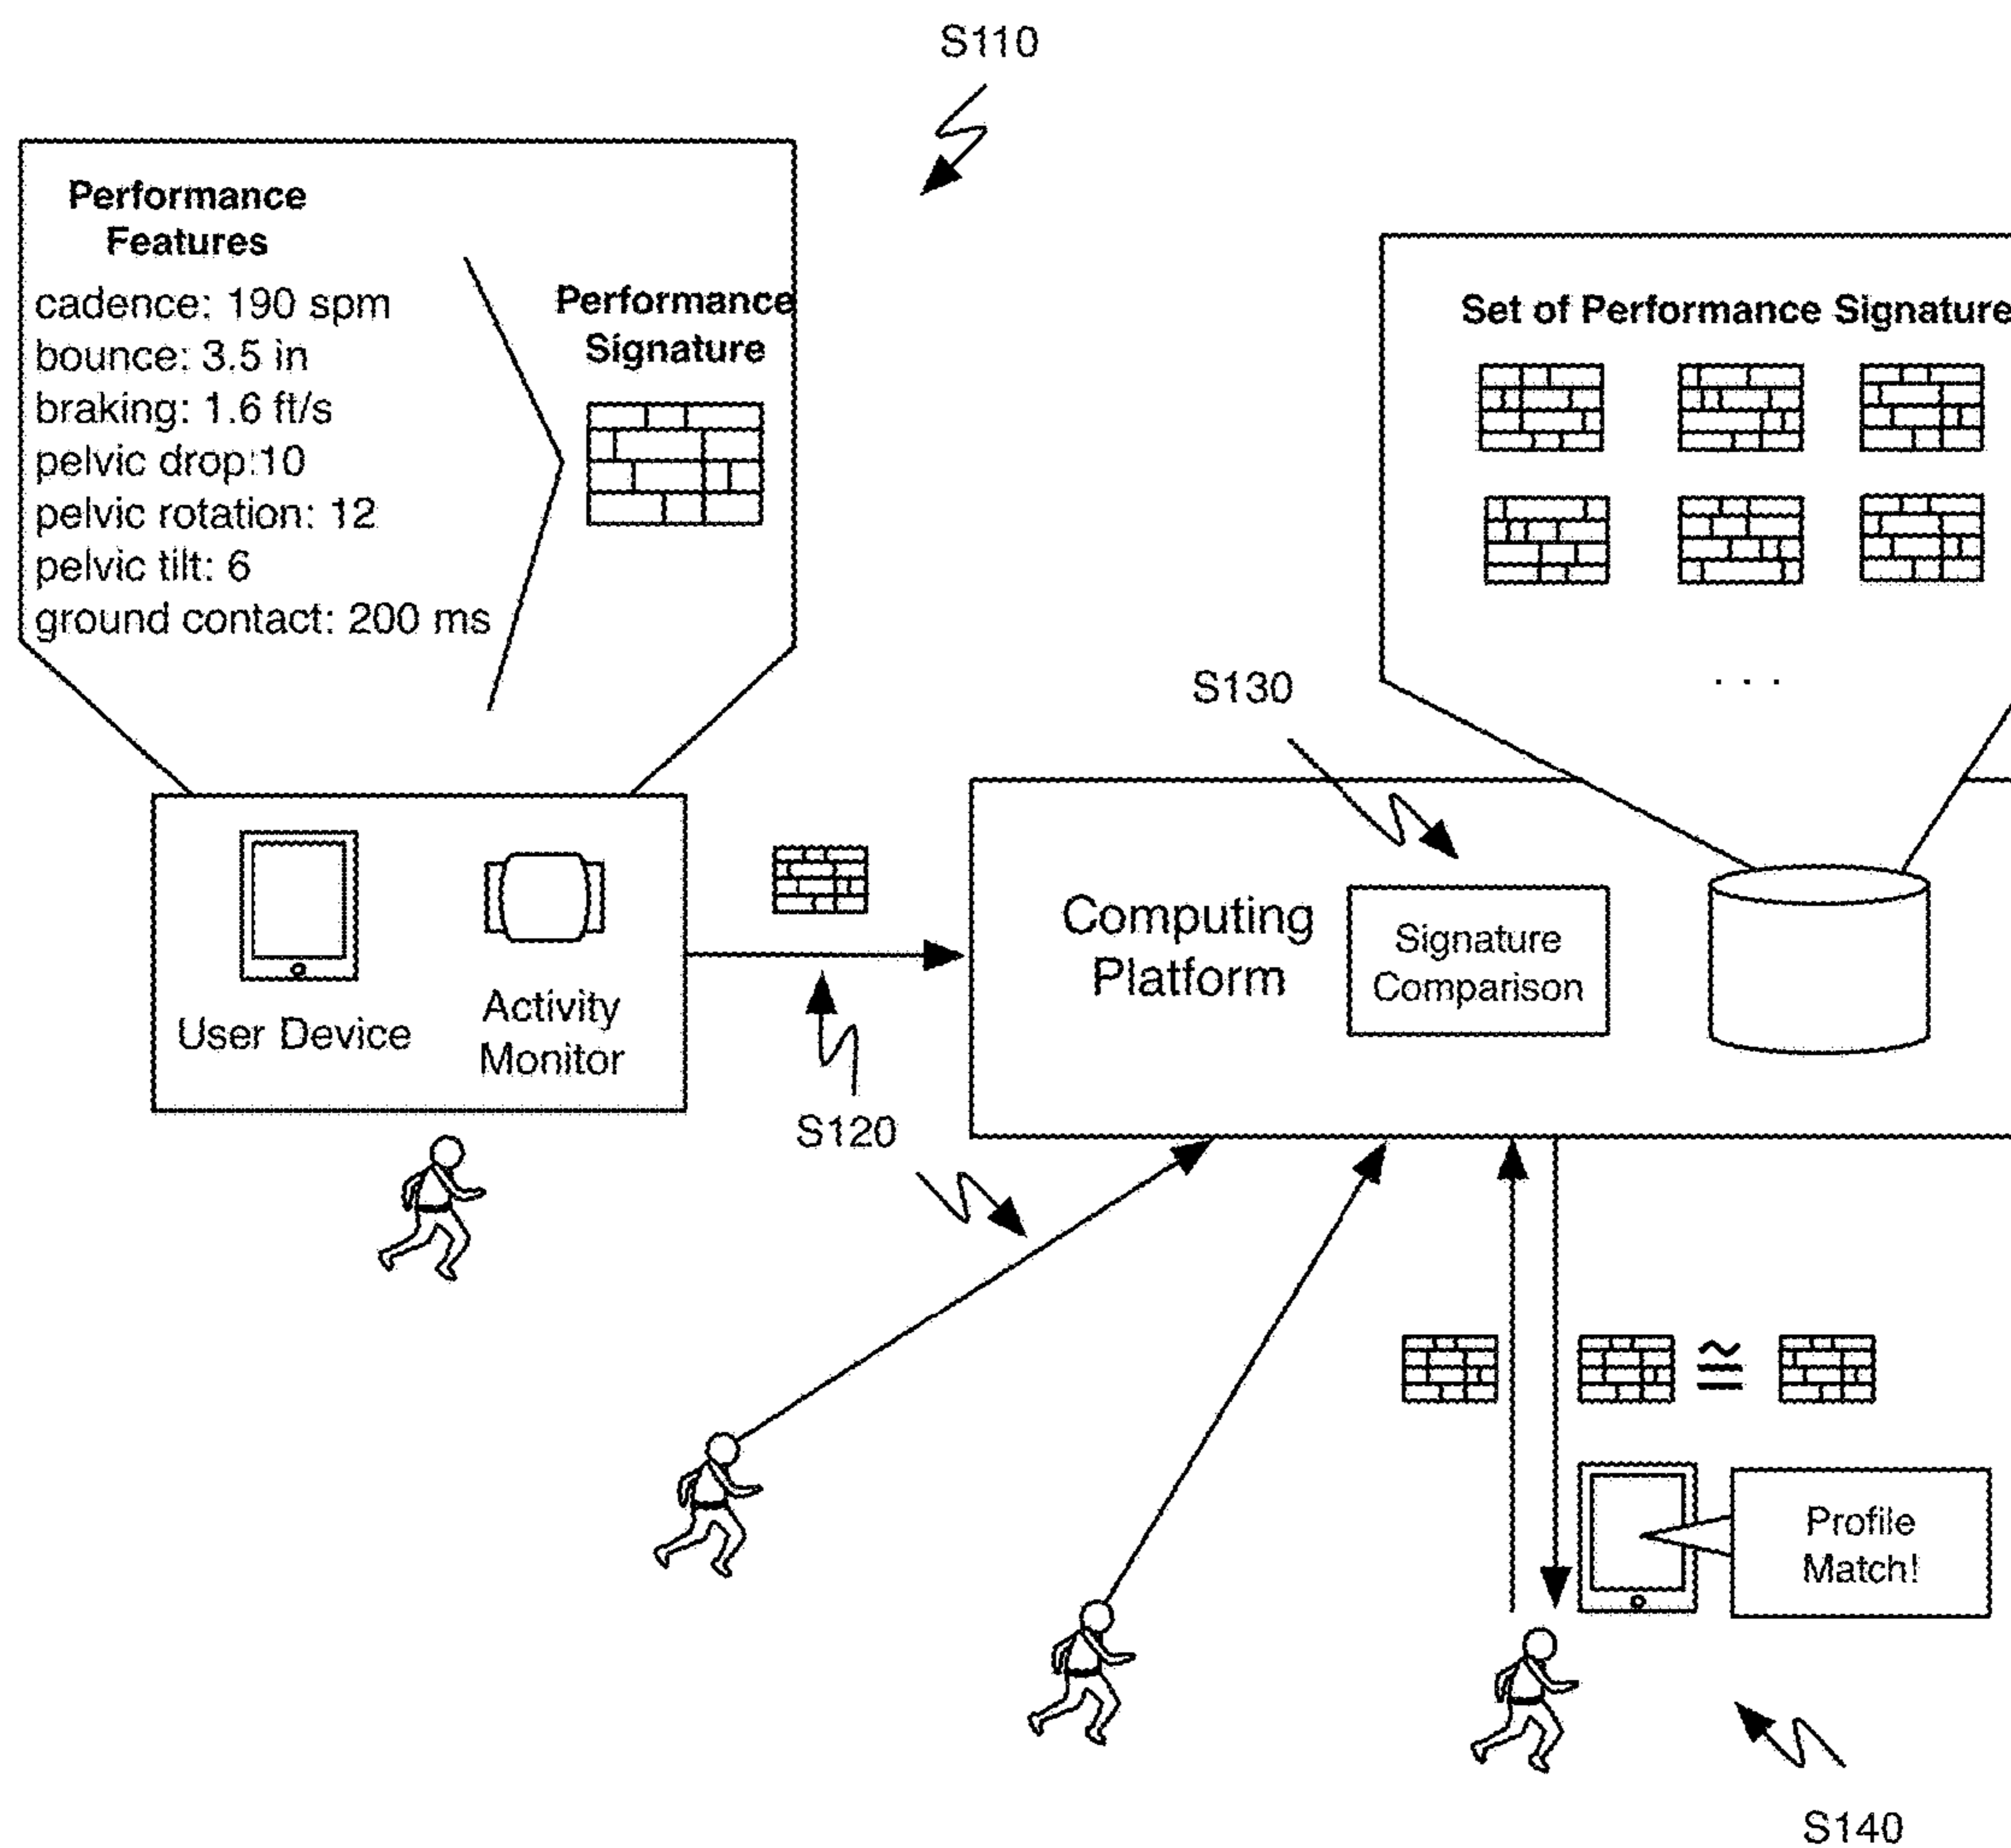 S110
Performance
Features
cadence: 190 spm
bounce: 3.5 in
braking: 1.6 ft/s
pelvic drop:10
pelvic rotation: 12
pelvic tilt: 6
ground contact: 200 ms
Performance
Signature
Set of Performance Signature
. . .
S130
User Device
Activity
Monitor
S120
Computing
Platform
Signature
Comparison
≅
Profile
Match!
S140